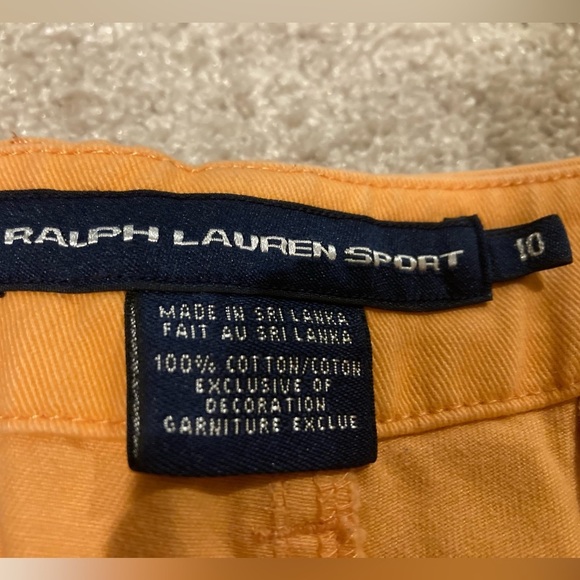 RALPH LAUREN SPORT
10
MADE IN SRI LANKA
FAIT AU SRI LANKA
100% COTTON/COTON
EXCLUSIVE OF
DECORATION
GARNITURE EXCLUE